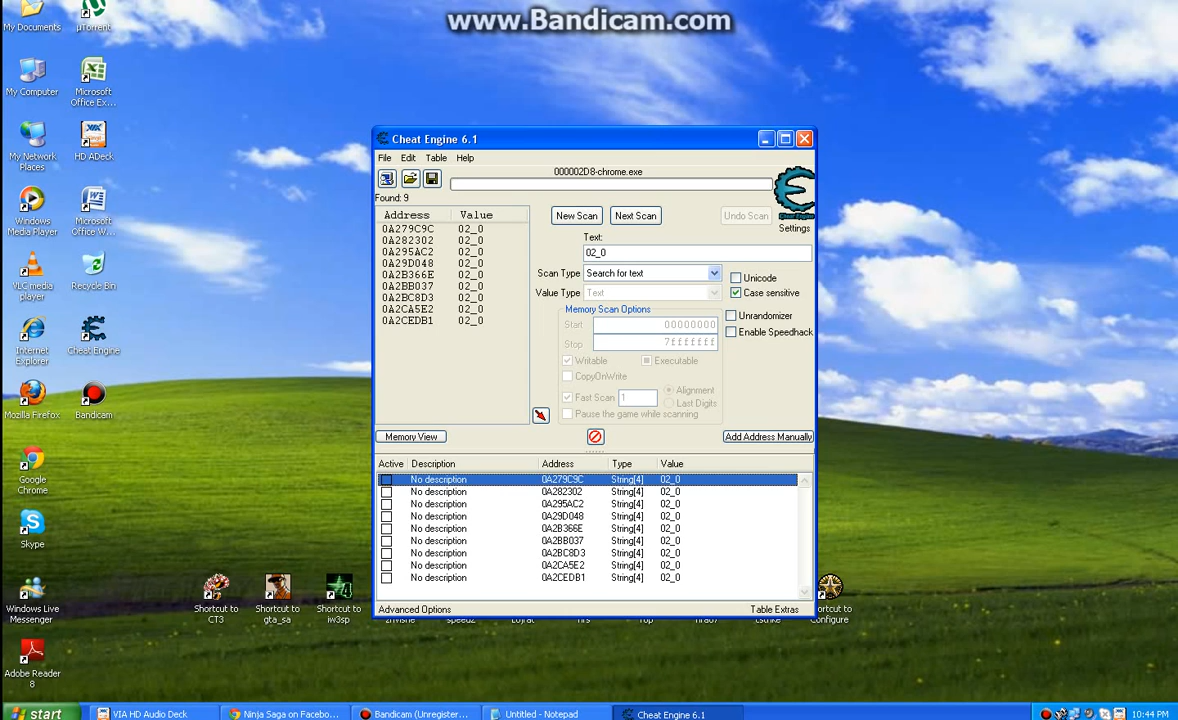 www.Bandicam.com
My Documents
µTorrent
My Computer
Microsoft Office Ex...
My Network Places
HD ADeck
Windows Media Player
Microsoft Office W...
VLC media player
Recycle Bin
Internet Explorer
Cheat Engine
Mozilla Firefox
Bandicam
Google Chrome
Skype
Windows Live Messenger
Shortcut to CT3
Shortcut to gta_sa
Shortcut to iw3sp
Adobe Reader 8
Cheat Engine 6.1
File Edit Table Help
000002D8-chrome.exe
Found: 9
Address Value
0A279C9C 02_0
0A282302 02_0
0A295AC2 02_0
0A29D048 02_0
0A2B366E 02_0
0A2BB037 02_0
0A2BC8D3 02_0
0A2CA5E2 02_0
0A2CEDB1 02_0
New Scan Next Scan Undo Scan
Cheat Engine
Settings
Text:
02_0
Scan Type Search for text
Unicode
Value Type Text
Case sensitive
Memory Scan Options
Start 00000000
Stop 7fffffff
Unrandomizer
Enable Speedhack
Writable Executable
CopyOnWrite
Fast Scan 1
Alignment
Last Digits
Pause the game while scanning
Memory View
Add Address Manually
Active Description Address Type Value
No description 0A279C9C String[4] 02_0
No description 0A282302 String[4] 02_0
No description 0A295AC2 String[4] 02_0
No description 0A29D048 String[4] 02_0
No description 0A2B366E String[4] 02_0
No description 0A2BB037 String[4] 02_0
No description 0A2BC8D3 String[4] 02_0
No description 0A2CA5E2 String[4] 02_0
No description 0A2CEDB1 String[4] 02_0
Advanced Options Table Extras
Configure
start
VIA HD Audio Deck
Ninja Saga on Facebo...
Bandicam (Unregister...
Untitled - Notepad
Cheat Engine 6.1
10:44 PM